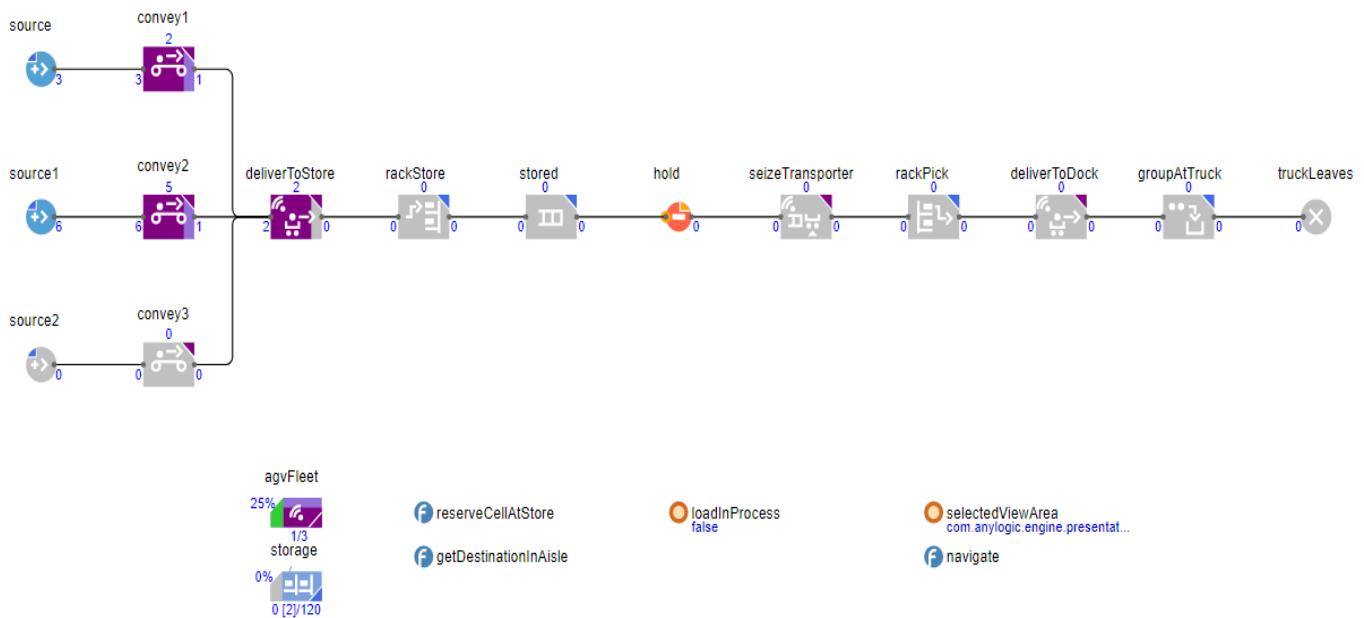 source
convey1
2
3
3
1
source1
convey2
5
6
6
1
deliverToStore
2
2
0
rackStore
0
0
0
stored
0
0
0
hold
0
seizeTransporter
0
0
0
rackPick
0
0
0
deliverToDock
0
0
0
groupAtTruck
0
0
0
truckLeaves
0
source2
convey3
0
0
0
0
agvFleet
25%
1/3
storage
0%
0 [2]/120
reserveCellAtStore
getDestinationInAisle
loadInProcess
false
selectedViewArea
com.anylogic.engine.presentat...
navigate